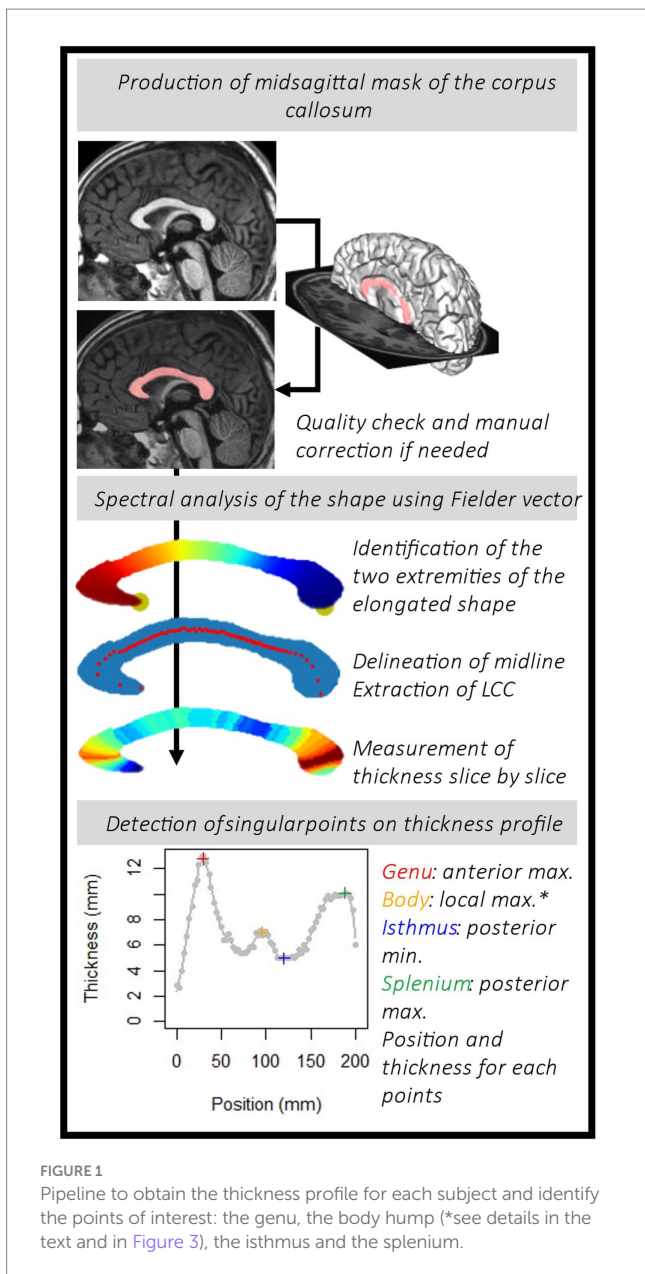 Production of midsagittal mask of the corpus
callosum
Quality check and manual
correction if needed
Spectral analysis of the shape using Fielder vector
Identification of the
two extremities of the
elongated shape
Delineation of midline
Extraction of LCC
Measurement of
thickness slice by slice
Detection ofsingularpoints on thickness profile
Thickness (mm)
12
8
6
4
2
0
0 50 100 150 200
Position (mm)
Genu: anterior max.
Body: local max.*
Isthmus: posterior
min.
Splenium: posterior
max.
Position and
thickness for each
points
FIGURE 1
Pipeline to obtain the thickness profile for each subject and identify
the points of interest: the genu, the body hump (*see details in the
text and in Figure 3), the isthmus and the splenium.